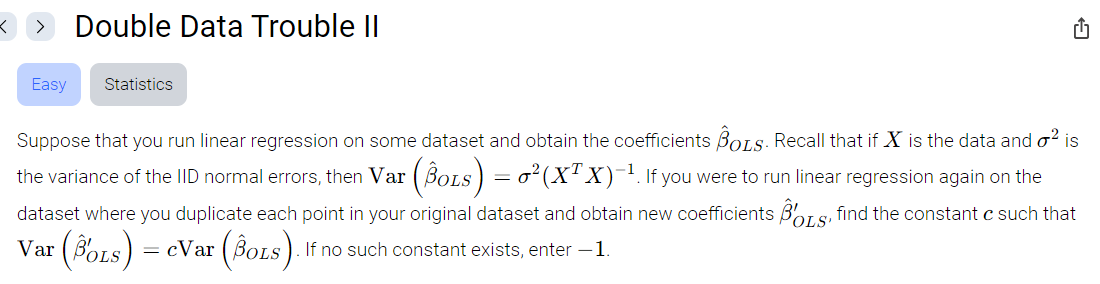 Double Data Trouble II
Easy Statistics
Suppose that you run linear regression on some dataset and obtain the coefficients $\hat{\beta}_{OLS}$. Recall that if $X$ is the data and $\sigma^2$ is
the variance of the IID normal errors, then $\mathbf{Var}\left(\hat{\beta}_{OLS}\right) = \sigma^2(X^T X)^{-1}$. If you were to run linear regression again on the
dataset where you duplicate each point in your original dataset and obtain new coefficients $\hat{\beta}'_{OLS}$, find the constant $c$ such that
$\mathbf{Var}\left(\hat{\beta}'_{OLS}\right) = c\mathbf{Var}\left(\hat{\beta}_{OLS}\right)$. If no such constant exists, enter $-1$.